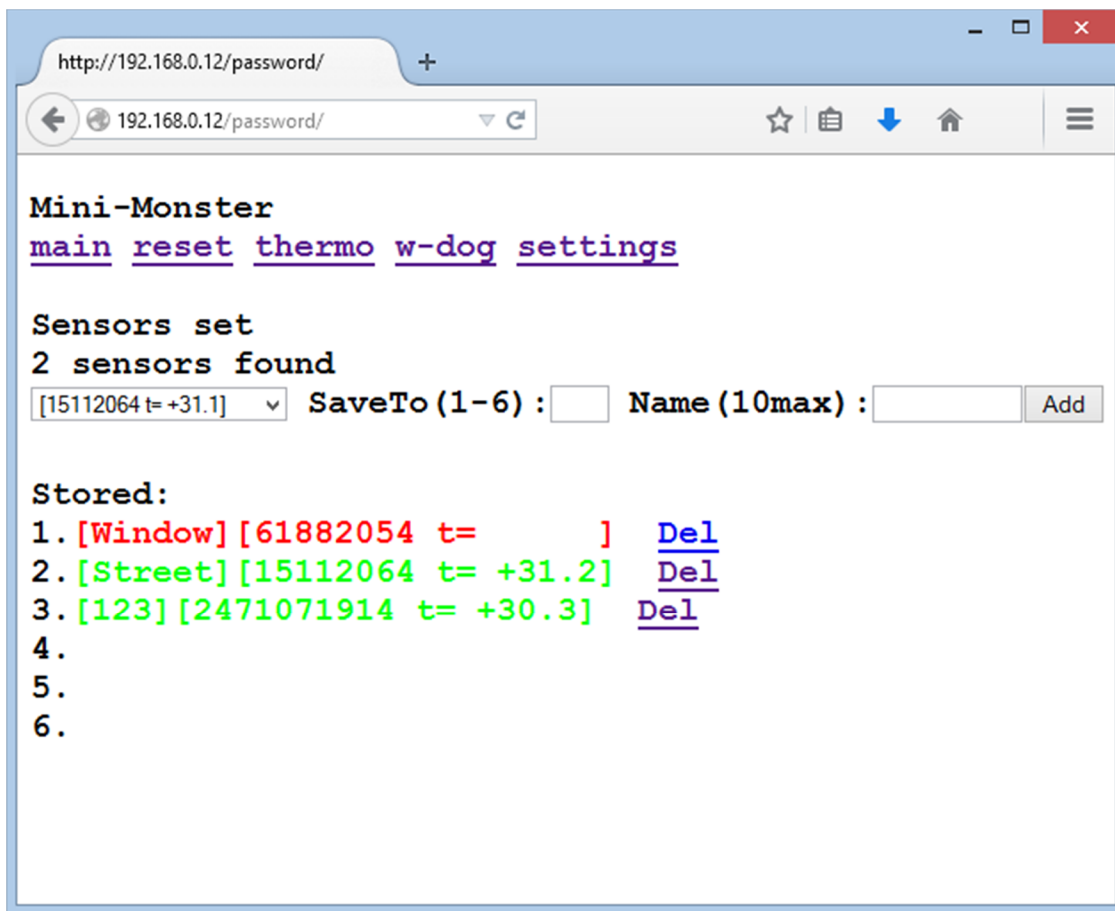 http://192.168.0.12/password/
192.168.0.12/password/
Mini-Monster
main reset thermo w-dog settings
Sensors set
2 sensors found
[15112064 t= +31.1] SaveTo(1-6): Name(10max): Add
Stored:
1.[Window][61882054 t=      ] Del
2.[Street][15112064 t= +31.2] Del
3.[123][2471071914 t= +30.3] Del
4.
5.
6.